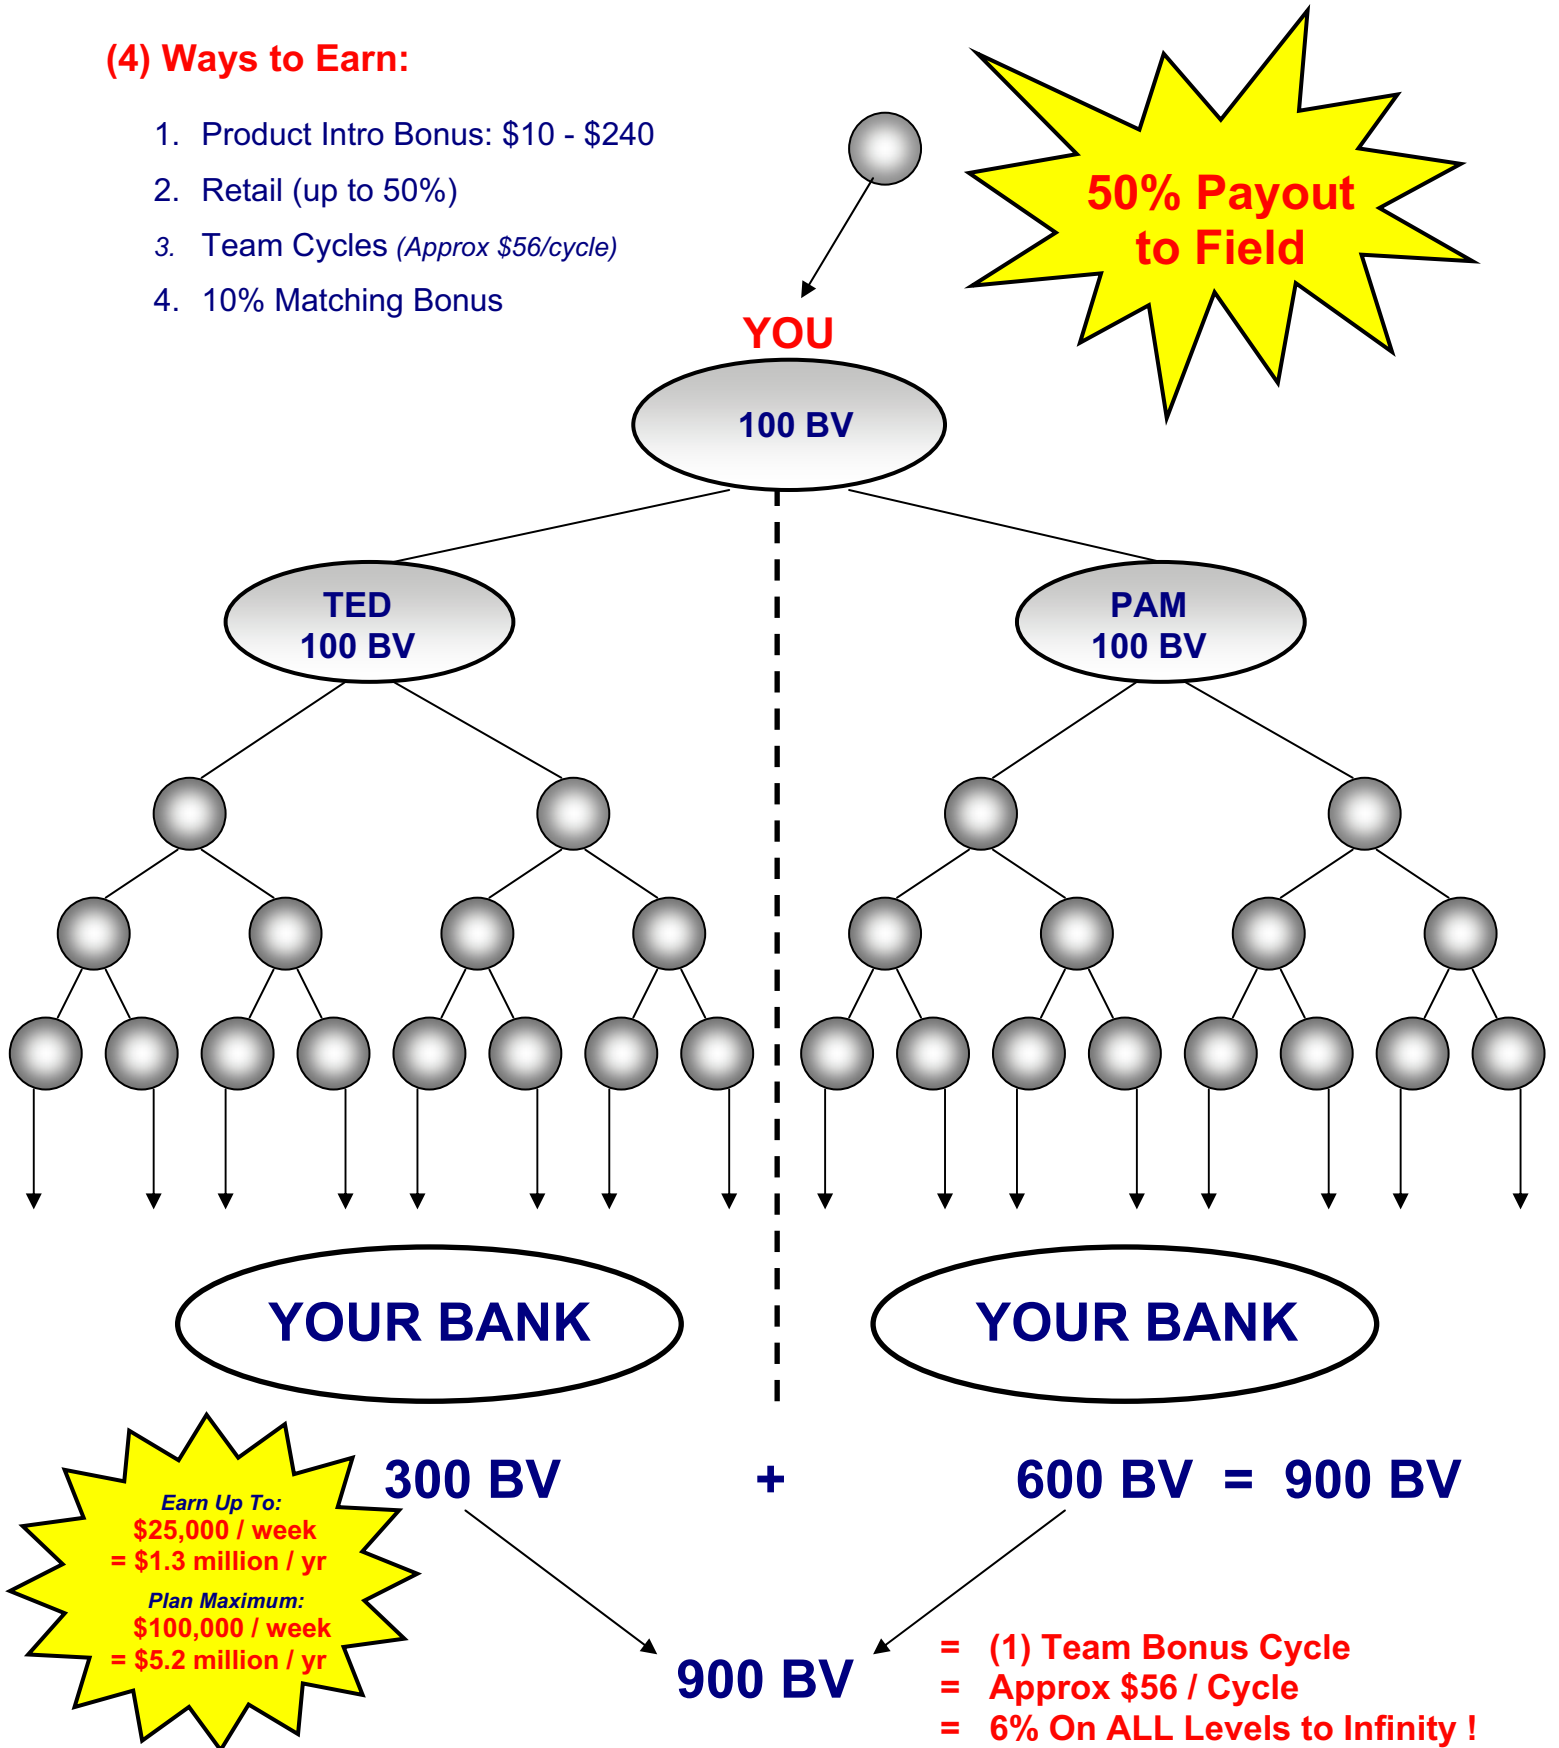 (4) Ways to Earn:
1. Product Intro Bonus: $10 - $240
2. Retail (up to 50%)
3. Team Cycles (Approx $56/cycle)
4. 10% Matching Bonus
50% Payout
to Field
YOU
100 BV
TED
100 BV
PAM
100 BV
YOUR BANK
YOUR BANK
300 BV + 600 BV = 900 BV
Earn Up To:
$25,000 / week
= $1.3 million / yr
Plan Maximum:
$100,000 / week
= $5.2 million / yr
900 BV
= (1) Team Bonus Cycle
= Approx $56 / Cycle
= 6% On ALL Levels to Infinity !